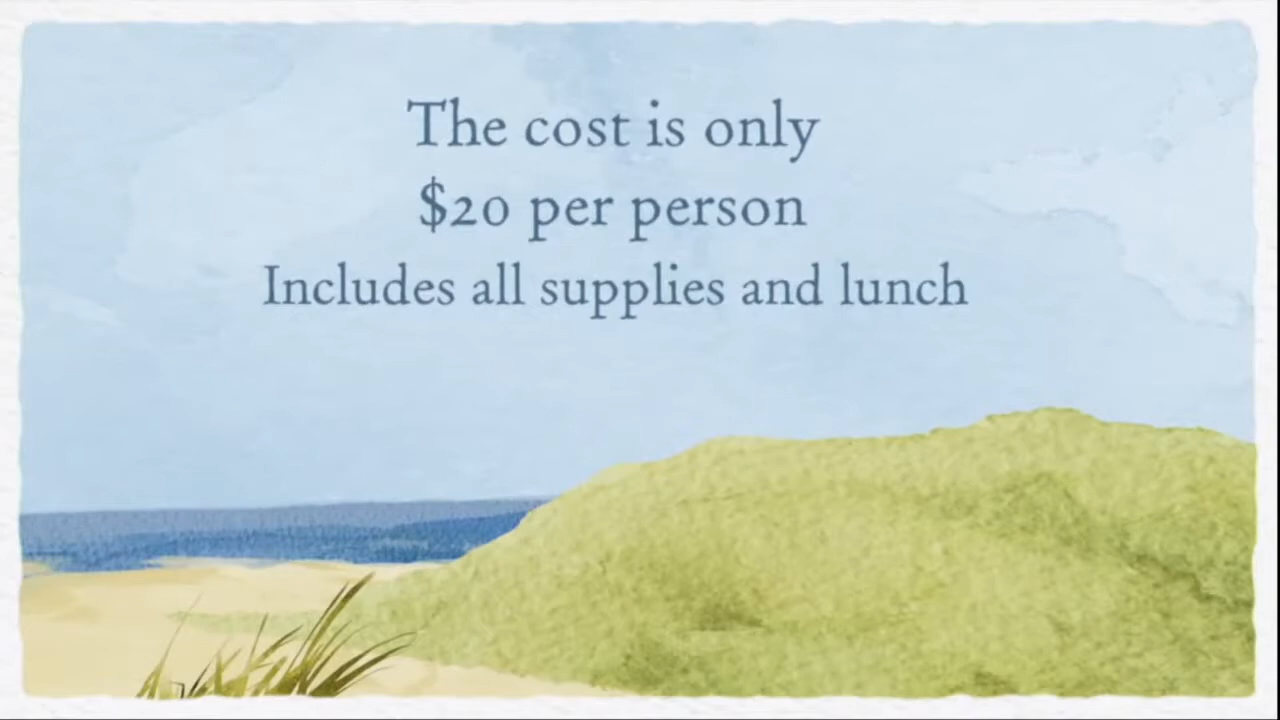 The cost is only
$20 per person
Includes all supplies and lunch